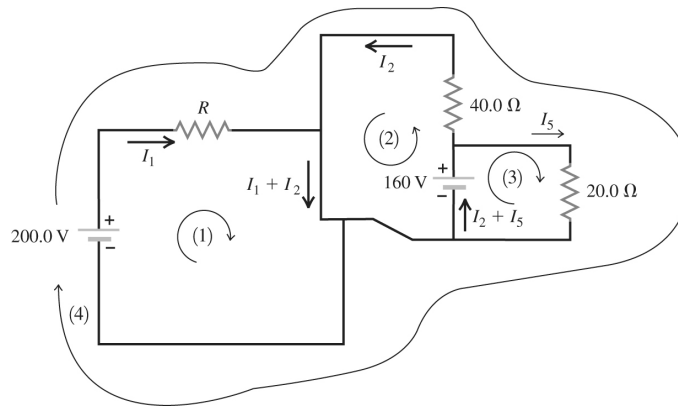 I2
R
40.0 Ω
I5
I1
(2)
I1 + I2
160 V
+
−
(3)
20.0 Ω
I2 + I5
200.0 V
+
−
(1)
(4)